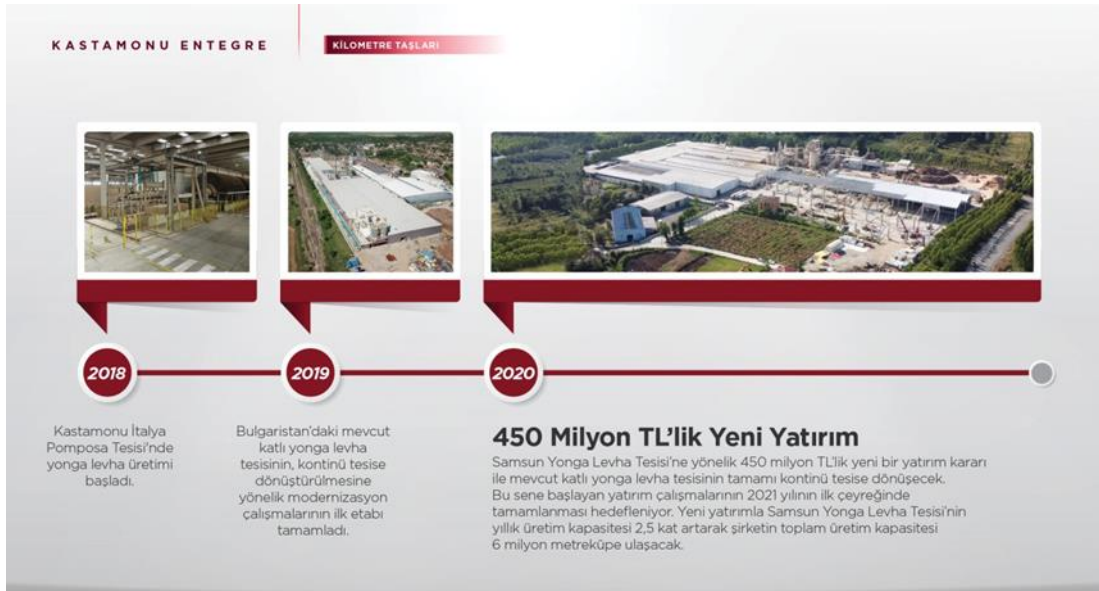 KASTAMONU ENTEGRE
KİLOMETRE TAŞLARI
2018
Kastamonu İtalya
Pomposa Tesisi'nde
yonga levha üretimi
başladı.
2019
Bulgaristan'daki mevcut
katlı yonga levha
tesisinin, kontinü tesise
dönüştürülmesine
yönelik modernizasyon
çalışmalarının ilk etabı
tamamladı.
2020
450 Milyon TL'lik Yeni Yatırım
Samsun Yonga Levha Tesisi'ne yönelik 450 milyon TL'lik yeni bir yatırım kararı
ile mevcut katlı yonga levha tesisinin tamamı kontinü tesise dönüşecek.
Bu sene başlayan yatırım çalışmalarının 2021 yılının ilk çeyreğinde
tamamlanması hedefleniyor. Yeni yatırımla Samsun Yonga Levha Tesisi'nin
yıllık üretim kapasitesi 2,5 kat artarak şirketin toplam üretim kapasitesi
6 milyon metreküpe ulaşacak.